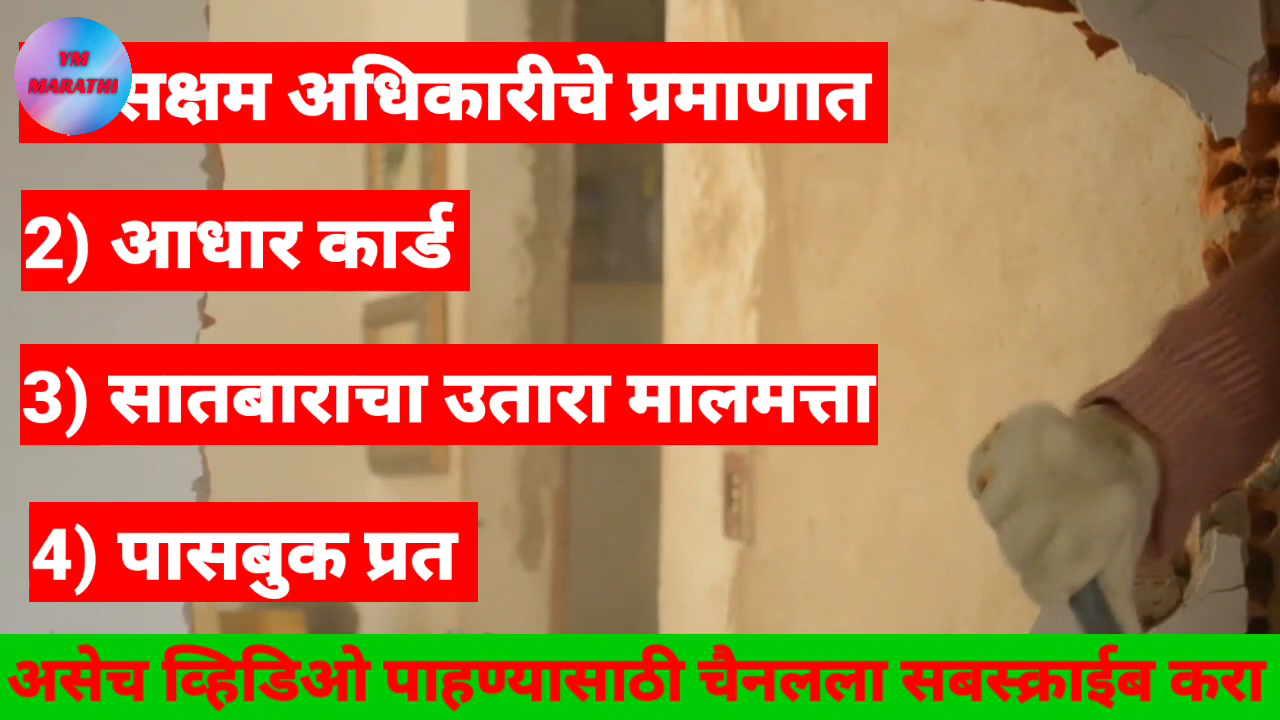 YM
MARATHI
सक्षम अधिकारीचे प्रमाणात
2) आधार कार्ड
3) सातबाराचा उतारा मालमत्ता
4) पासबुक प्रत
असेच व्हिडिओ पाहण्यासाठी चैनलला सबस्क्राईब करा